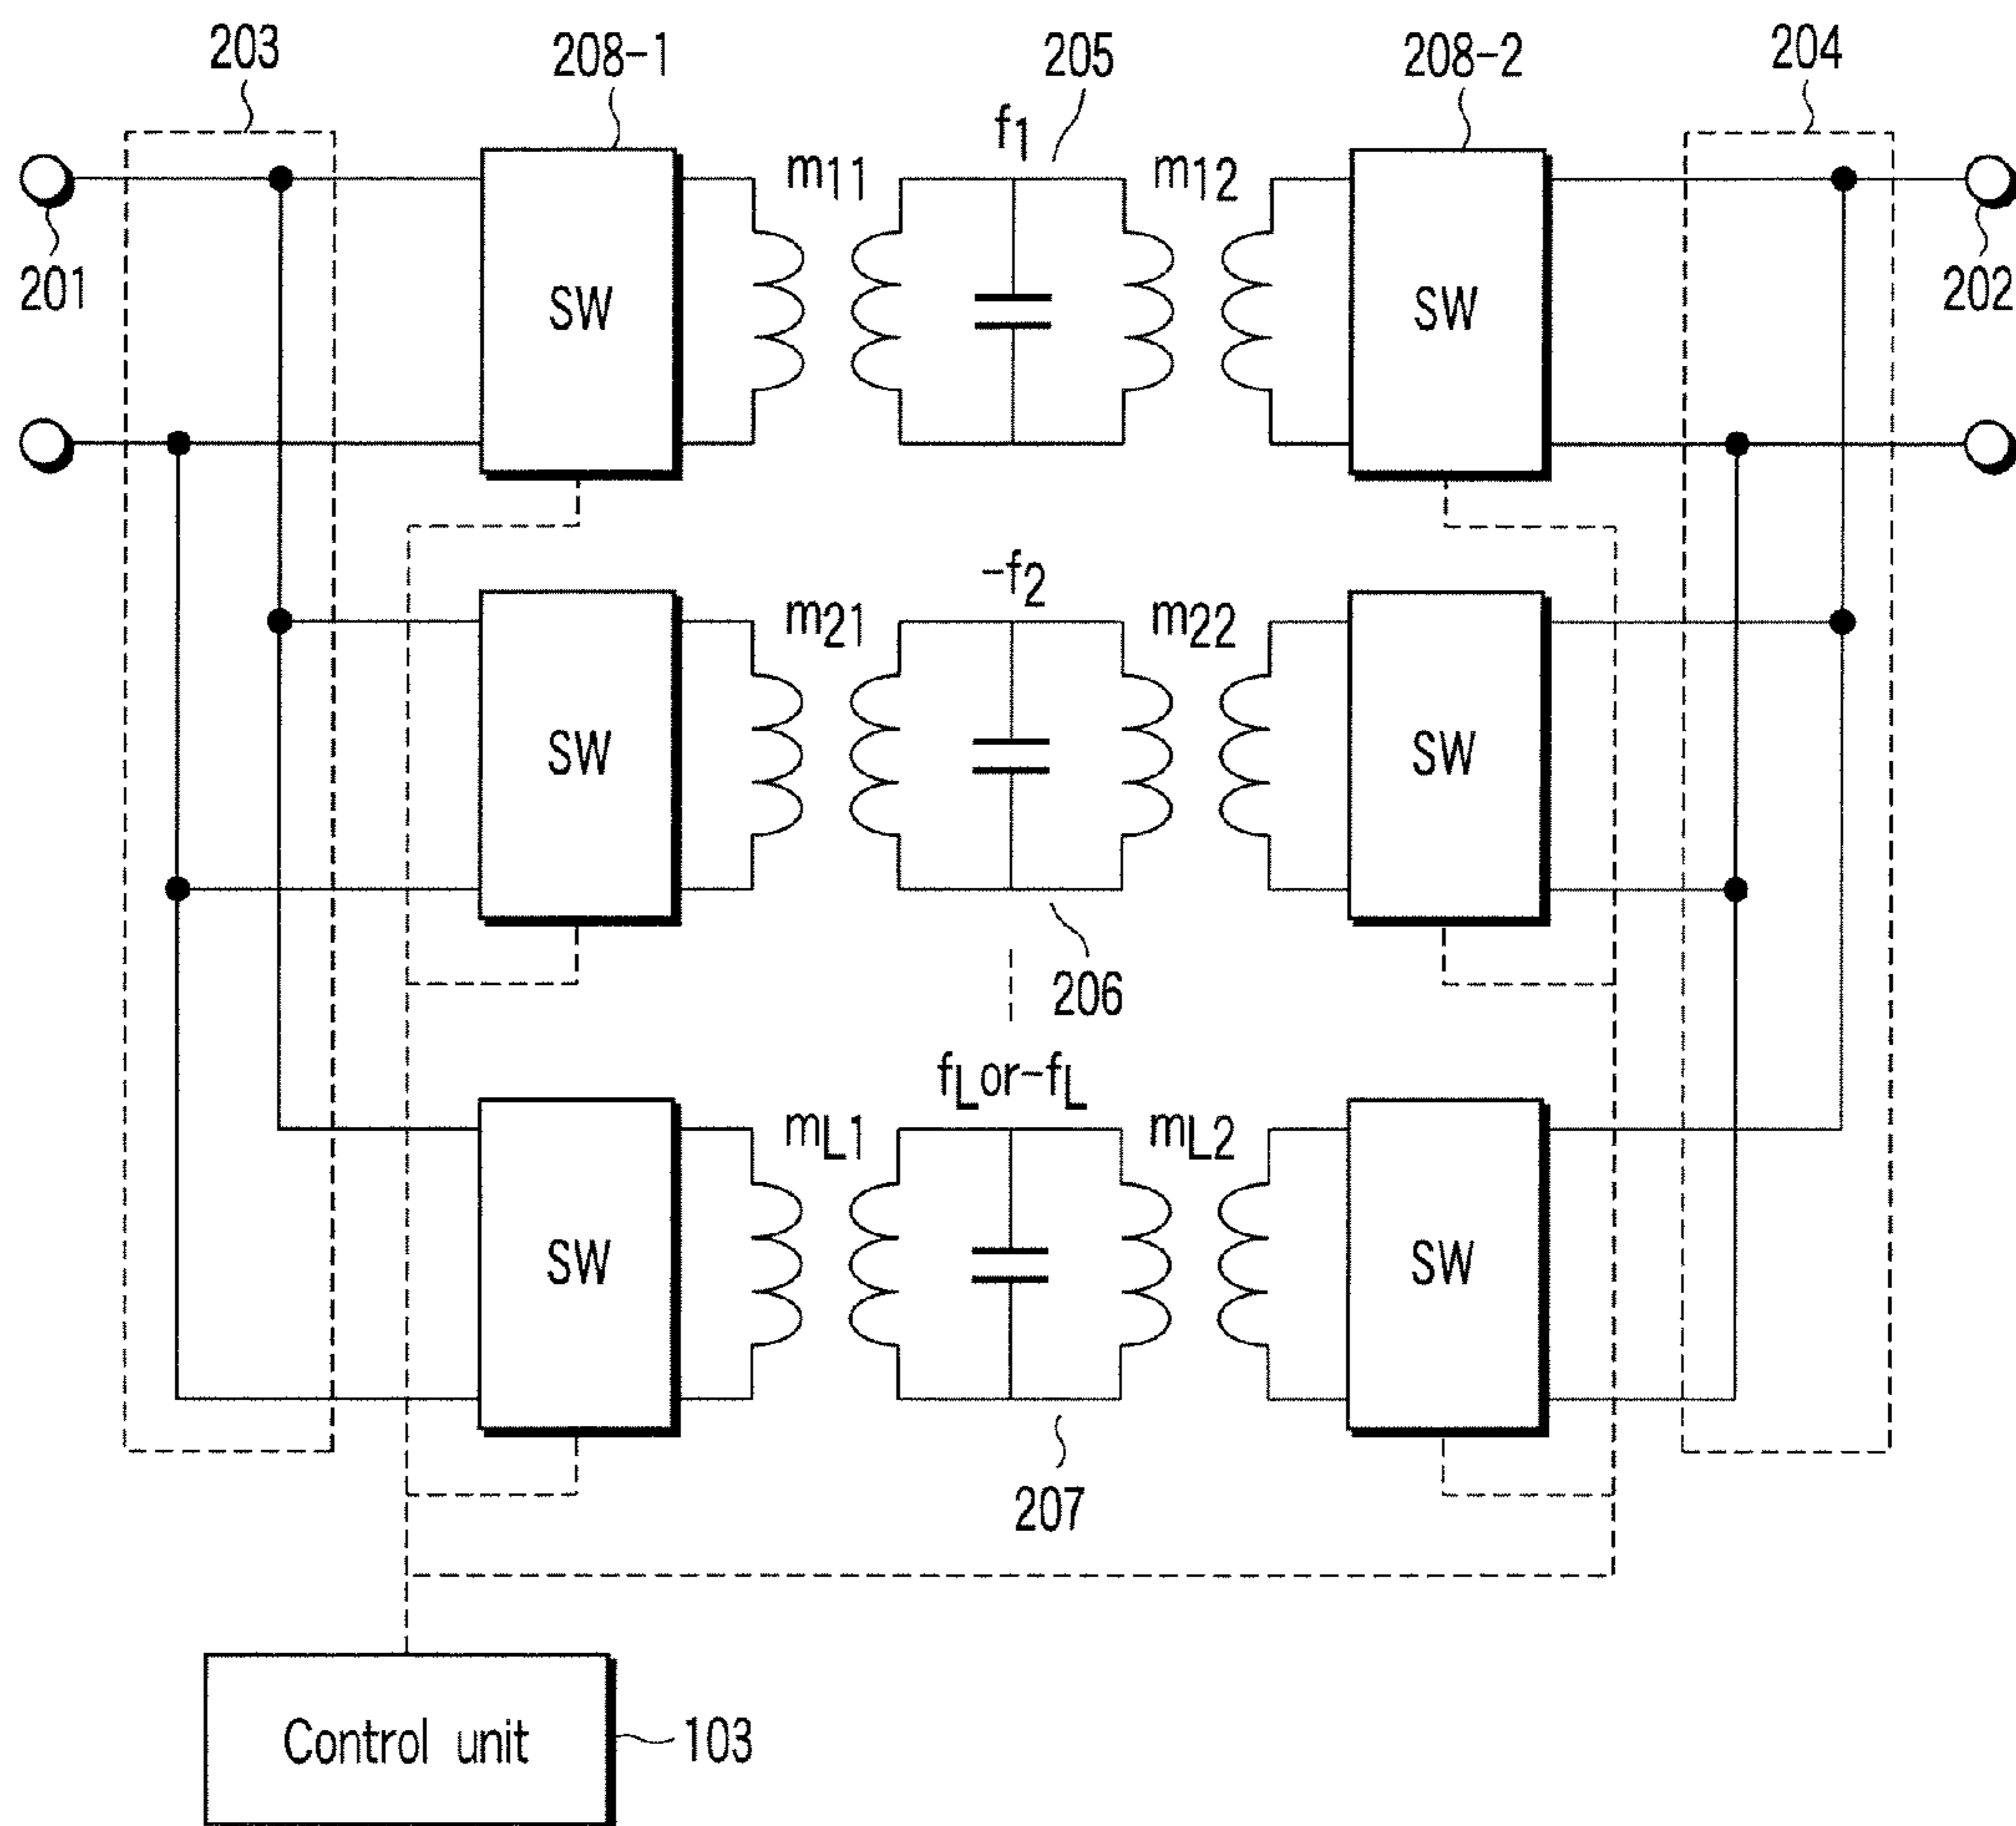 203
208-1
205
208-2
204
f1
m11
m12
201
SW
SW
202
-f2
m21
m22
SW
SW
206
fL or -fL
mL1
mL2
SW
SW
207
Control unit
103